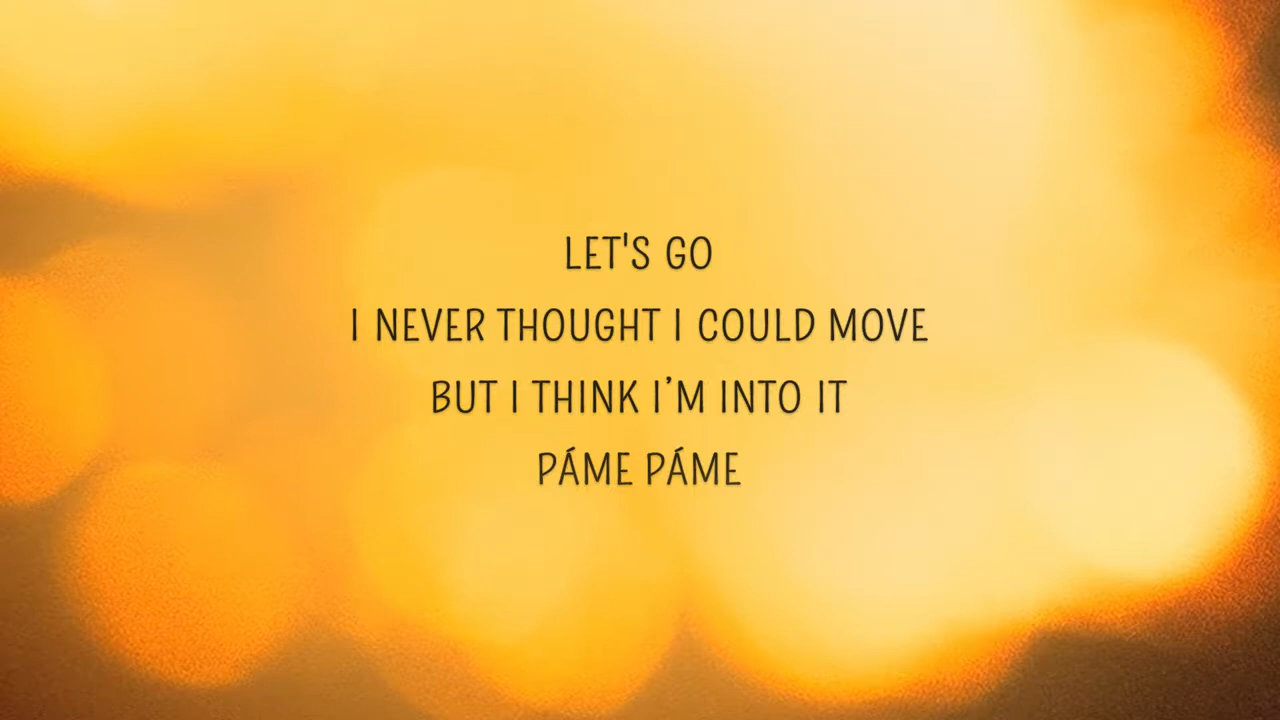 LET'S GO
I NEVER THOUGHT I COULD MOVE
BUT I THINK I’M INTO IT
PÁME PÁME